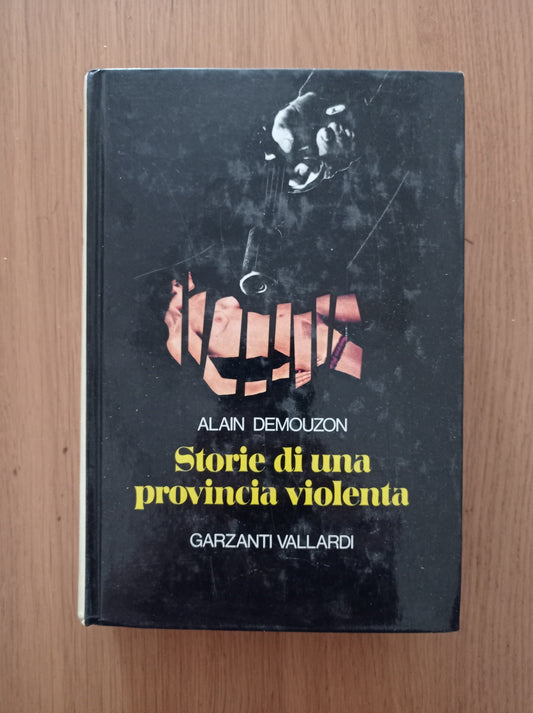 ALAIN DEMOUZON
Storie di una
provincia violenta
GARZANTI VALLARDI